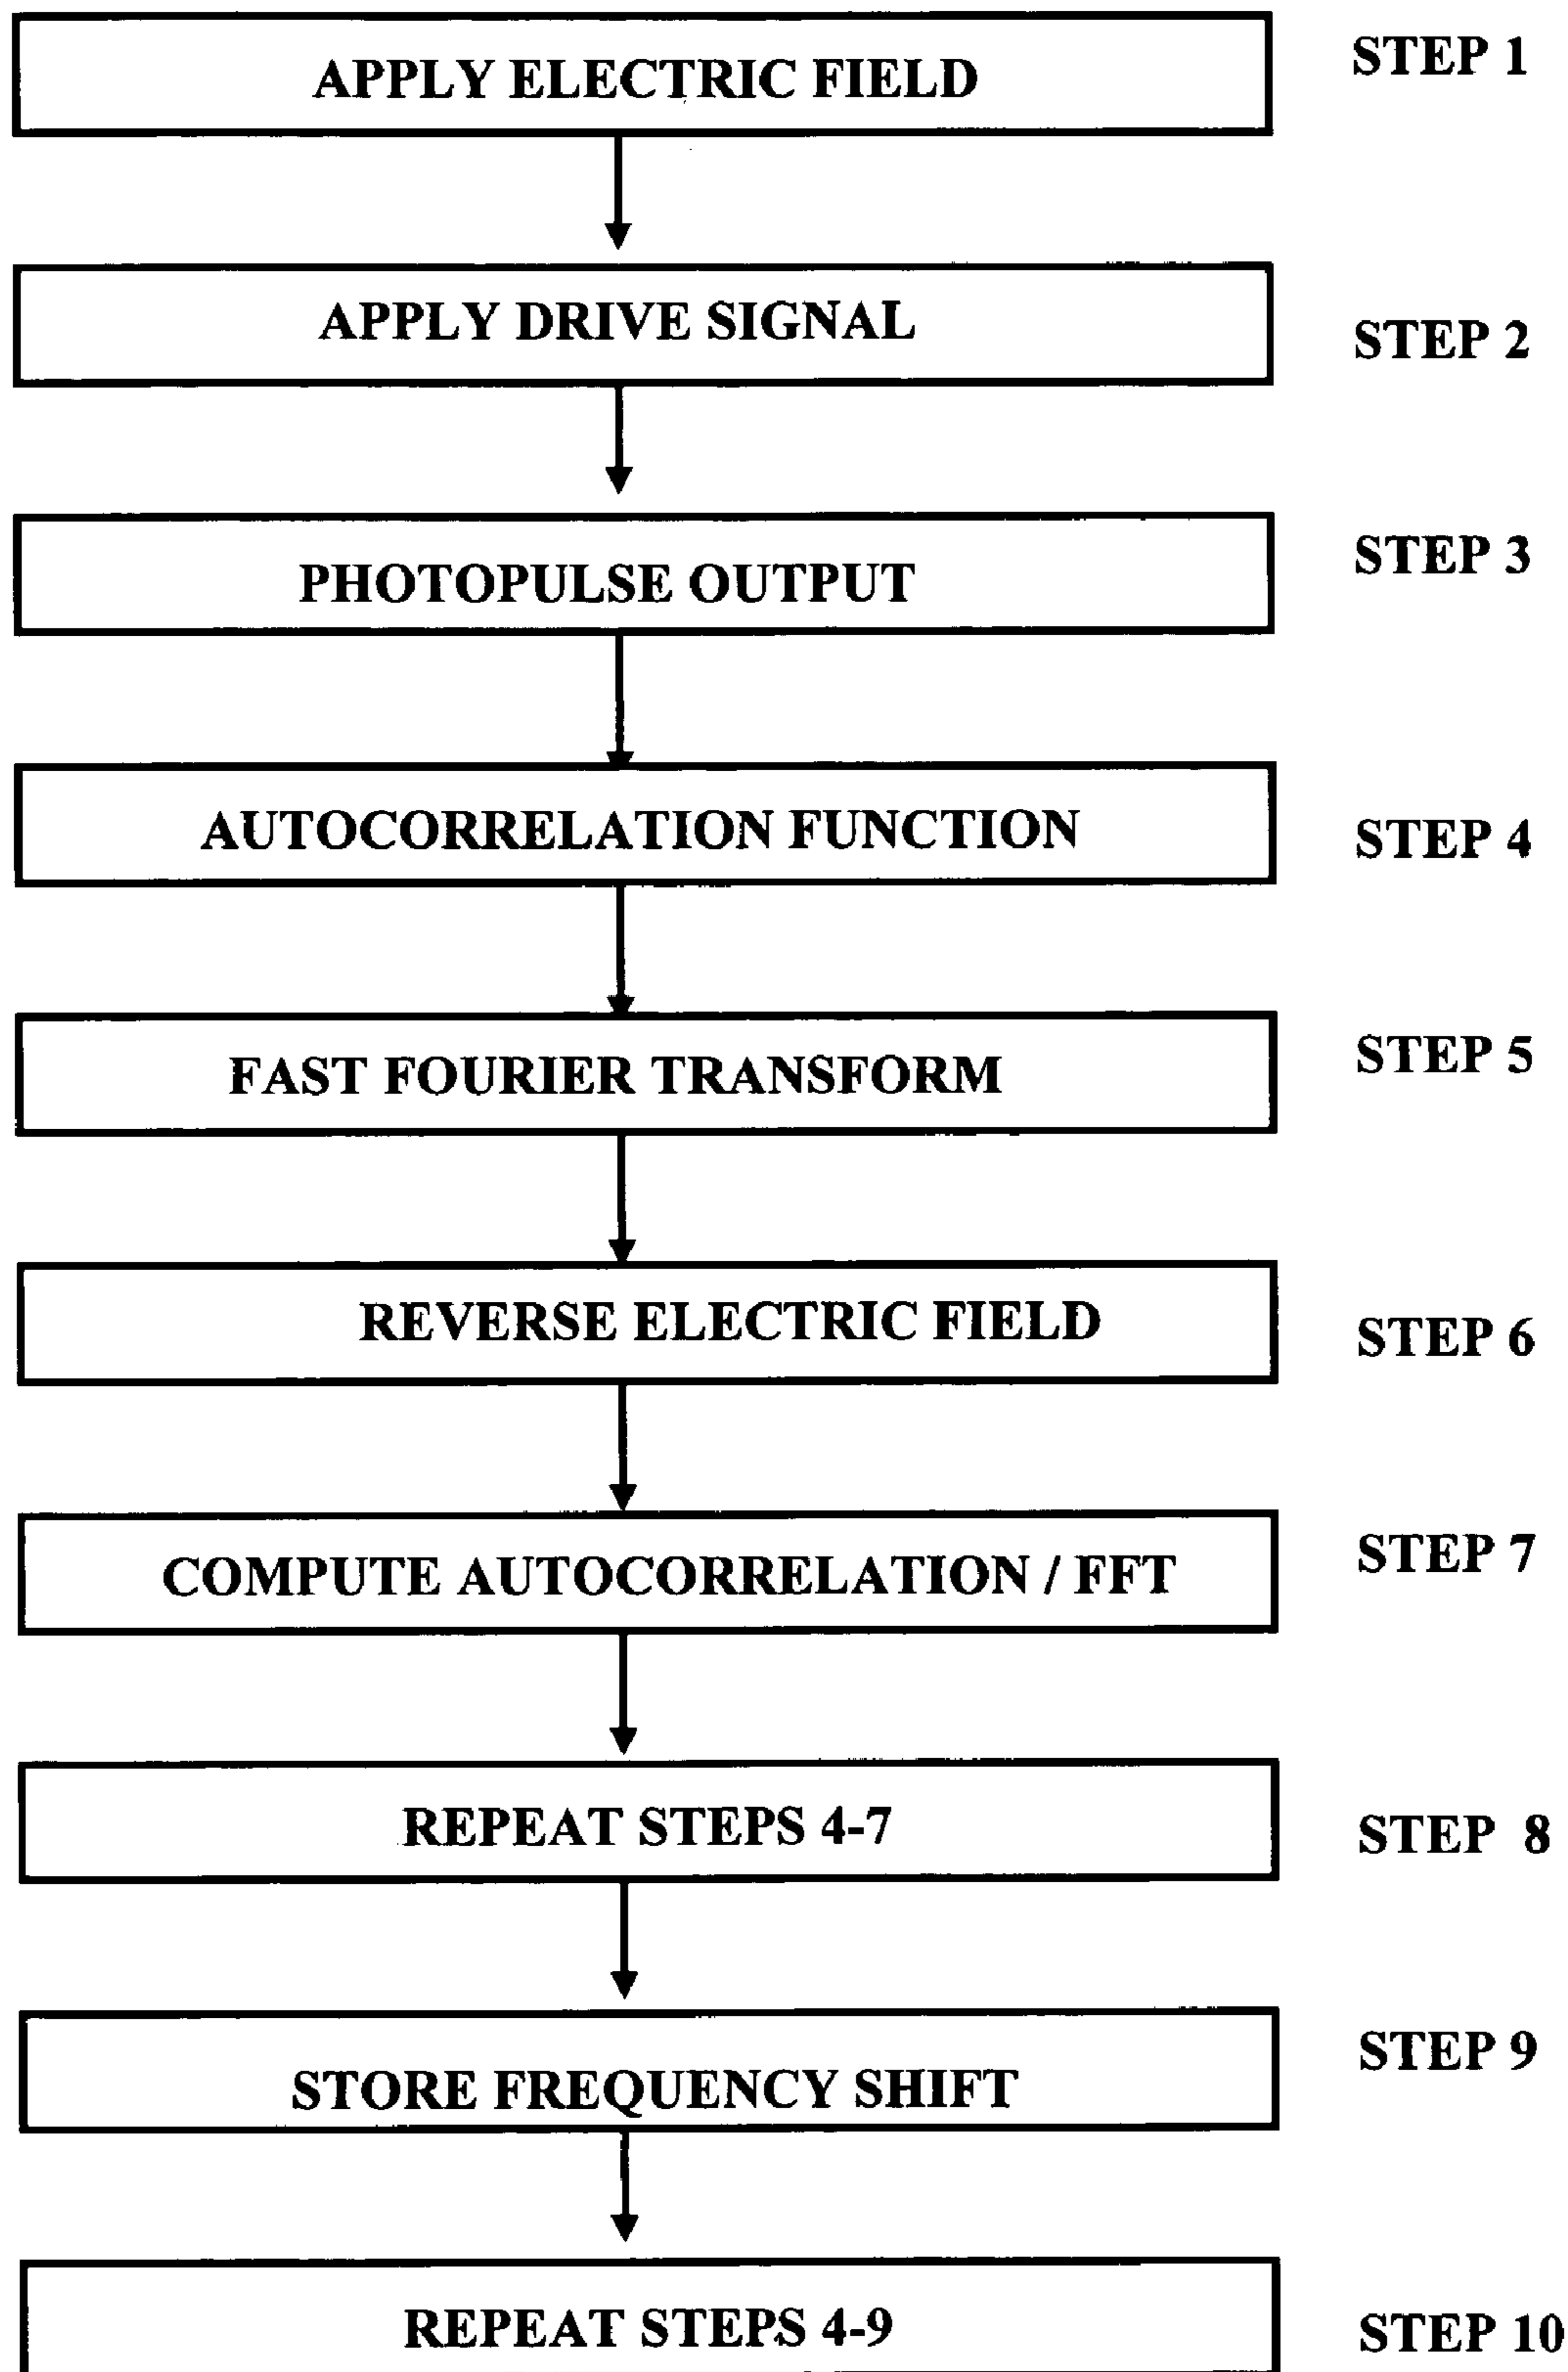 APPLY ELECTRIC FIELD
STEP 1
APPLY DRIVE SIGNAL
STEP 2
PHOTOPULSE OUTPUT
STEP 3
AUTOCORRELATION FUNCTION
STEP 4
FAST FOURIER TRANSFORM
STEP 5
REVERSE ELECTRIC FIELD
STEP 6
COMPUTE AUTOCORRELATION / FFT
STEP 7
REPEAT STEPS 4-7
STEP 8
STORE FREQUENCY SHIFT
STEP 9
REPEAT STEPS 4-9
STEP 10